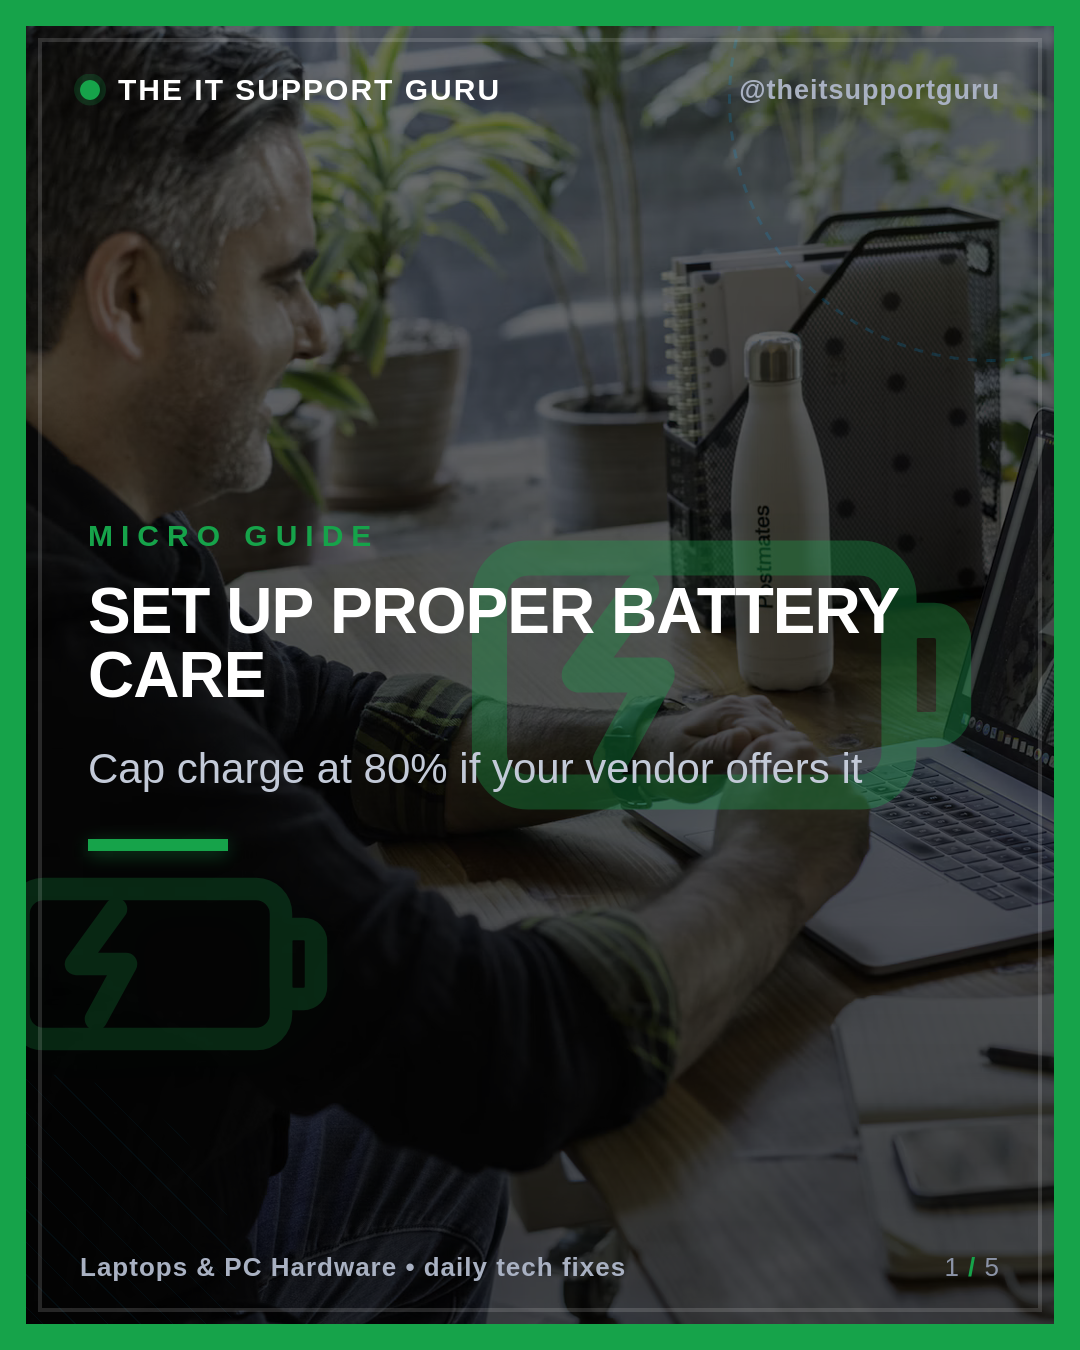 THE IT SUPPORT GURU
@theitsupportguru
Postmates
MICRO GUIDE
SET UP PROPER BATTERY
CARE
Cap charge at 80% if your vendor offers it
Laptops & PC Hardware • daily tech fixes
1 / 5